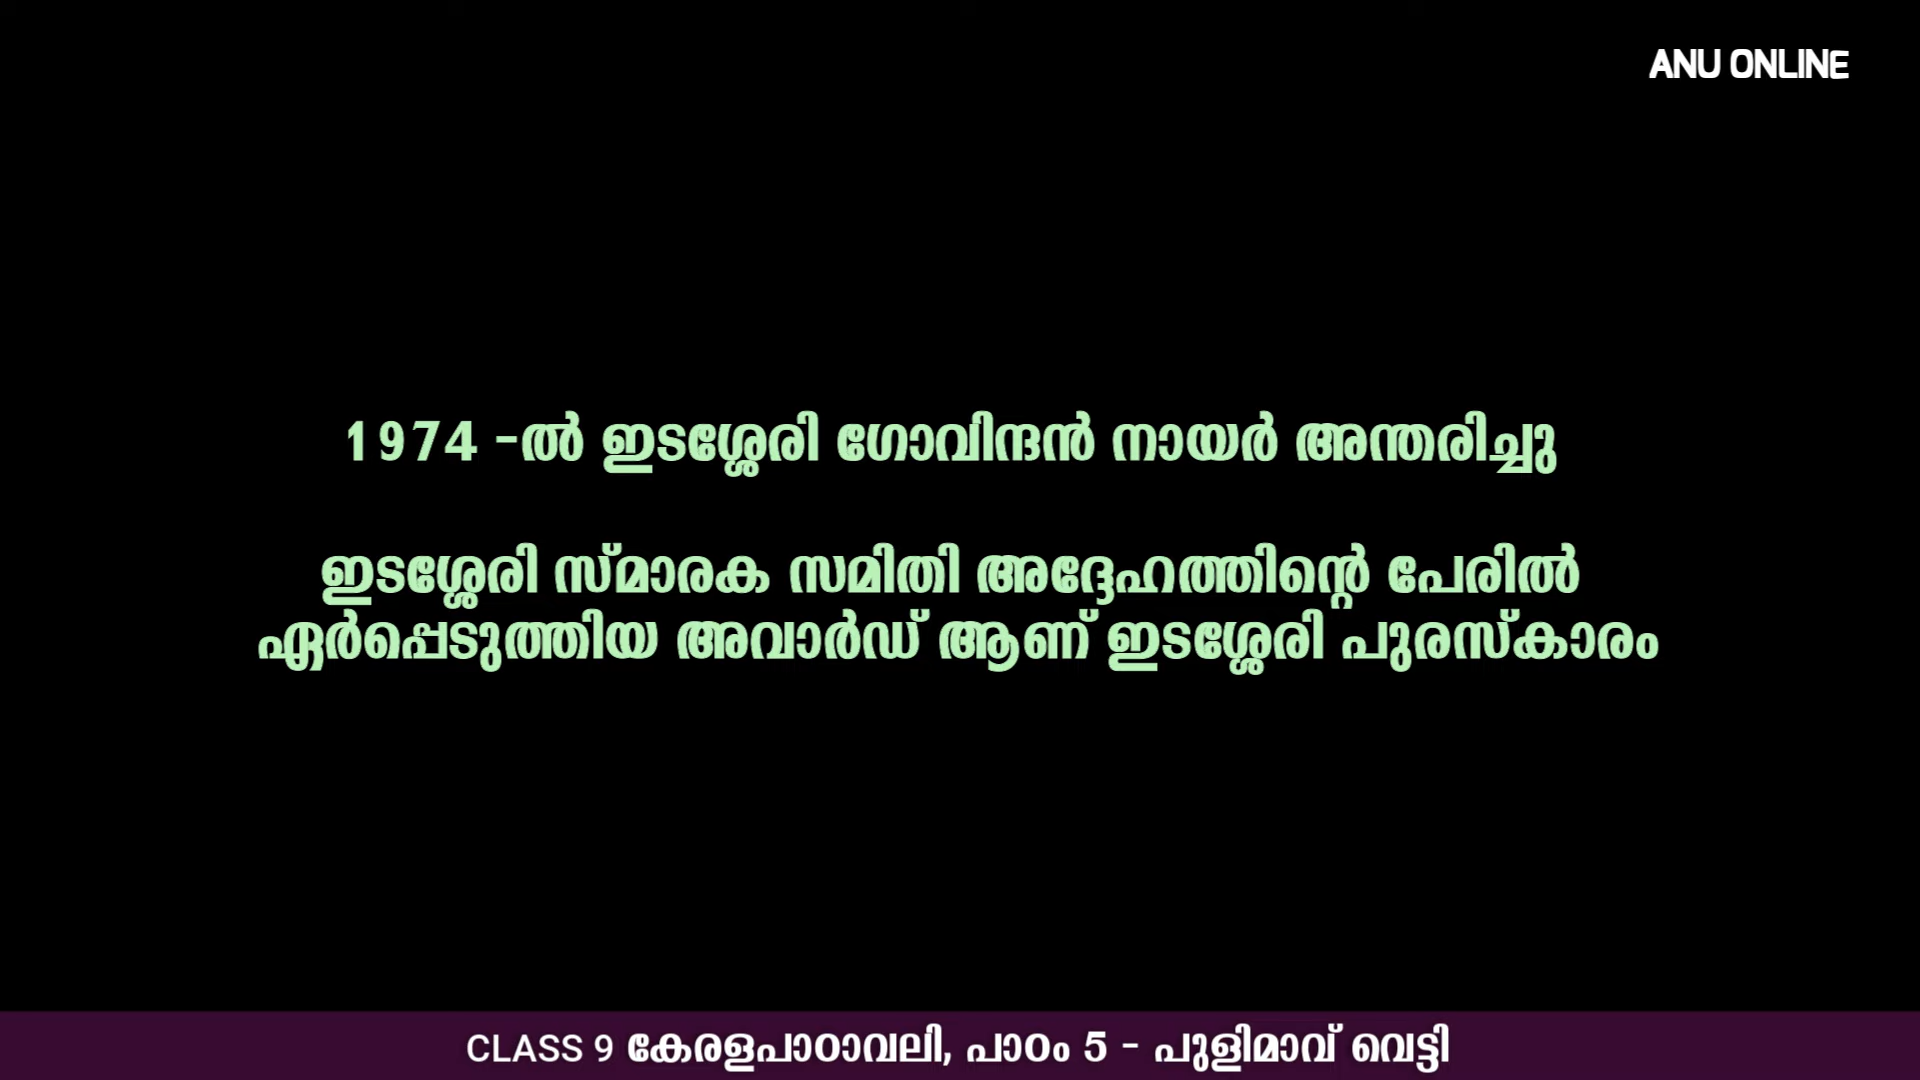 ANU ONLINE
1974 -ൽ ഇടശ്ശേരി ഗോവിന്ദൻ നായർ അന്തരിച്ചു
ഇടശ്ശേരി സ്മാരക സമിതി അദ്ദേഹത്തിന്റെ പേരിൽ
ഏർപ്പെടുത്തിയ അവാർഡ് ആണ് ഇടശ്ശേരി പുരസ്കാരം
CLASS 9 കേരളപാഠാവലി, പാഠം 5 - പുളിമാവ് വെട്ടി